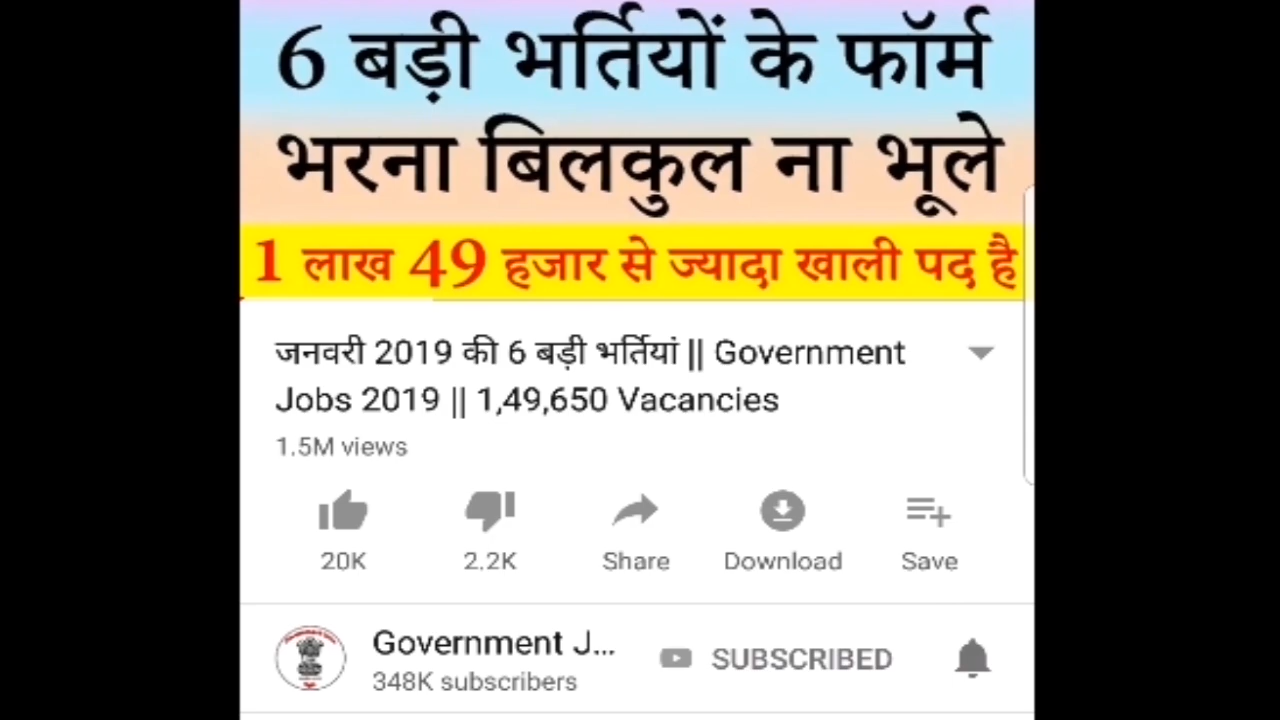 6 बड़ी भर्तियों के फॉर्म
भरना बिलकुल ना भूले
1 लाख 49 हजार से ज्यादा खाली पद है
जनवरी 2019 की 6 बड़ी भर्तियां || Government
Jobs 2019 || 1,49,650 Vacancies
1.5M views
20K 2.2K Share Download Save
Government J...
SUBSCRIBED
348K subscribers